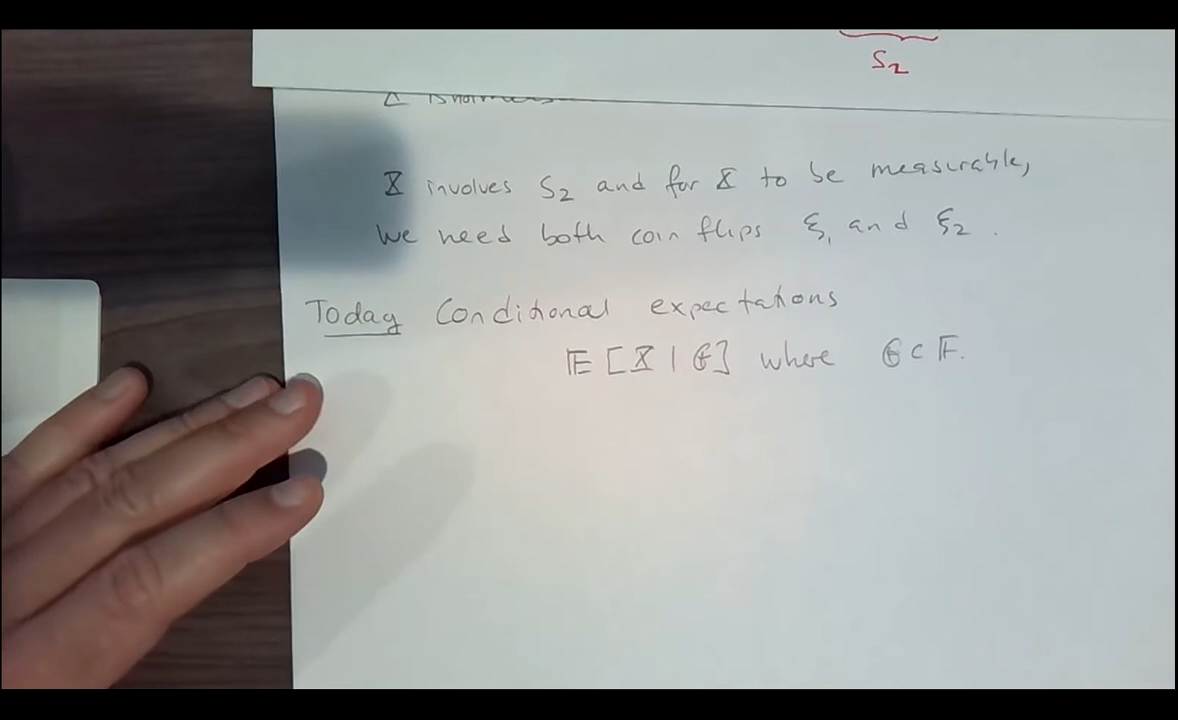 S₂
𝕏 involves S₂ and for 𝕏 to be measurable,
we need both coin flips ξ₁ and ξ₂.
Today Conditional expectations
𝔼[𝕏|𝔾] where 𝔾⊂𝔽.